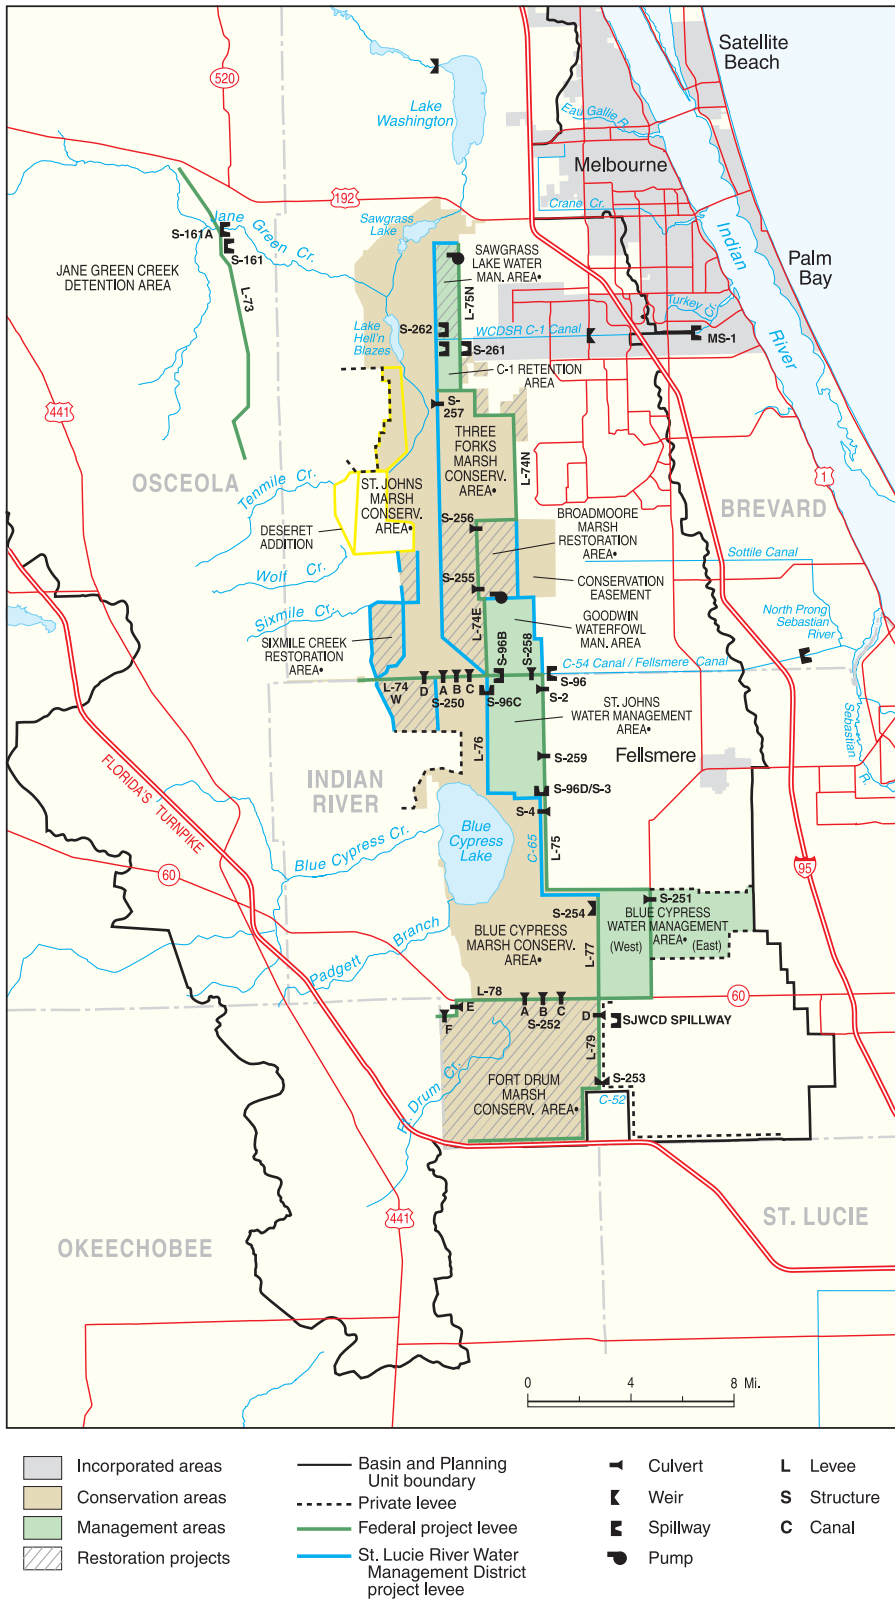 Satellite
Beach
520
Lake
Washington
Eau Gallie R.
Melbourne
192
Crane Cr.
Sawgrass
Lake
Jane Green Cr.
S-161A
S-161
JANE GREEN CREEK
DETENTION AREA
L-73
SAWGRASS
LAKE WATER
MAN. AREA•
L-75N
Indian River
Palm
Bay
Turkey Cr.
Lake
Hell'n
Blazes
S-262
WCDSR C-1 Canal
MS-1
S-261
C-1 RETENTION
AREA
441
S-
257
THREE
FORKS
MARSH
CONSERV.
AREA•
L-74N
OSCEOLA
Tenmile Cr.
ST. JOHNS
MARSH
CONSERV.
AREA•
1
BREVARD
DESERET
ADDITION
S-256
BROADMOORE
MARSH
RESTORATION
AREA•
Sottile Canal
Wolf Cr.
S-255
CONSERVATION
EASEMENT
Sixmile Cr.
North Prong
Sebastian
River
L-74E
GOODWIN
WATERFOWL
MAN. AREA
SIXMILE CREEK
RESTORATION
AREA•
S-96B
S-258
C-54 Canal / Fellsmere Canal
S-96
L-74
W
D
A
B
C
S-250
S-96C
S-2
ST. JOHNS
WATER MANAGEMENT
AREA•
Sebastian R.
L-76
S-259
Fellsmere
FLORIDA'S TURNPIKE
INDIAN
RIVER
S-96D/S-3
S-4
Blue
Cypress
Lake
C-65
L-75
Blue Cypress Cr.
60
95
S-251
S-254
BLUE CYPRESS
WATER MANAGEMENT
AREA•
(West)
(East)
BLUE CYPRESS
MARSH CONSERV.
AREA•
L-77
Padgett Branch
L-78
60
E
F
A
B
C
S-252
D
SJWCD SPILLWAY
L-79
Ft. Drum Cr.
FORT DRUM
MARSH
CONSERV. AREA•
S-253
C-52
441
ST. LUCIE
OKEECHOBEE
0
4
8 Mi.
Incorporated areas
Conservation areas
Management areas
Restoration projects
Basin and Planning
Unit boundary
Private levee
Federal project levee
St. Lucie River Water
Management District
project levee
Culvert
Weir
Spillway
Pump
L Levee
S Structure
C Canal